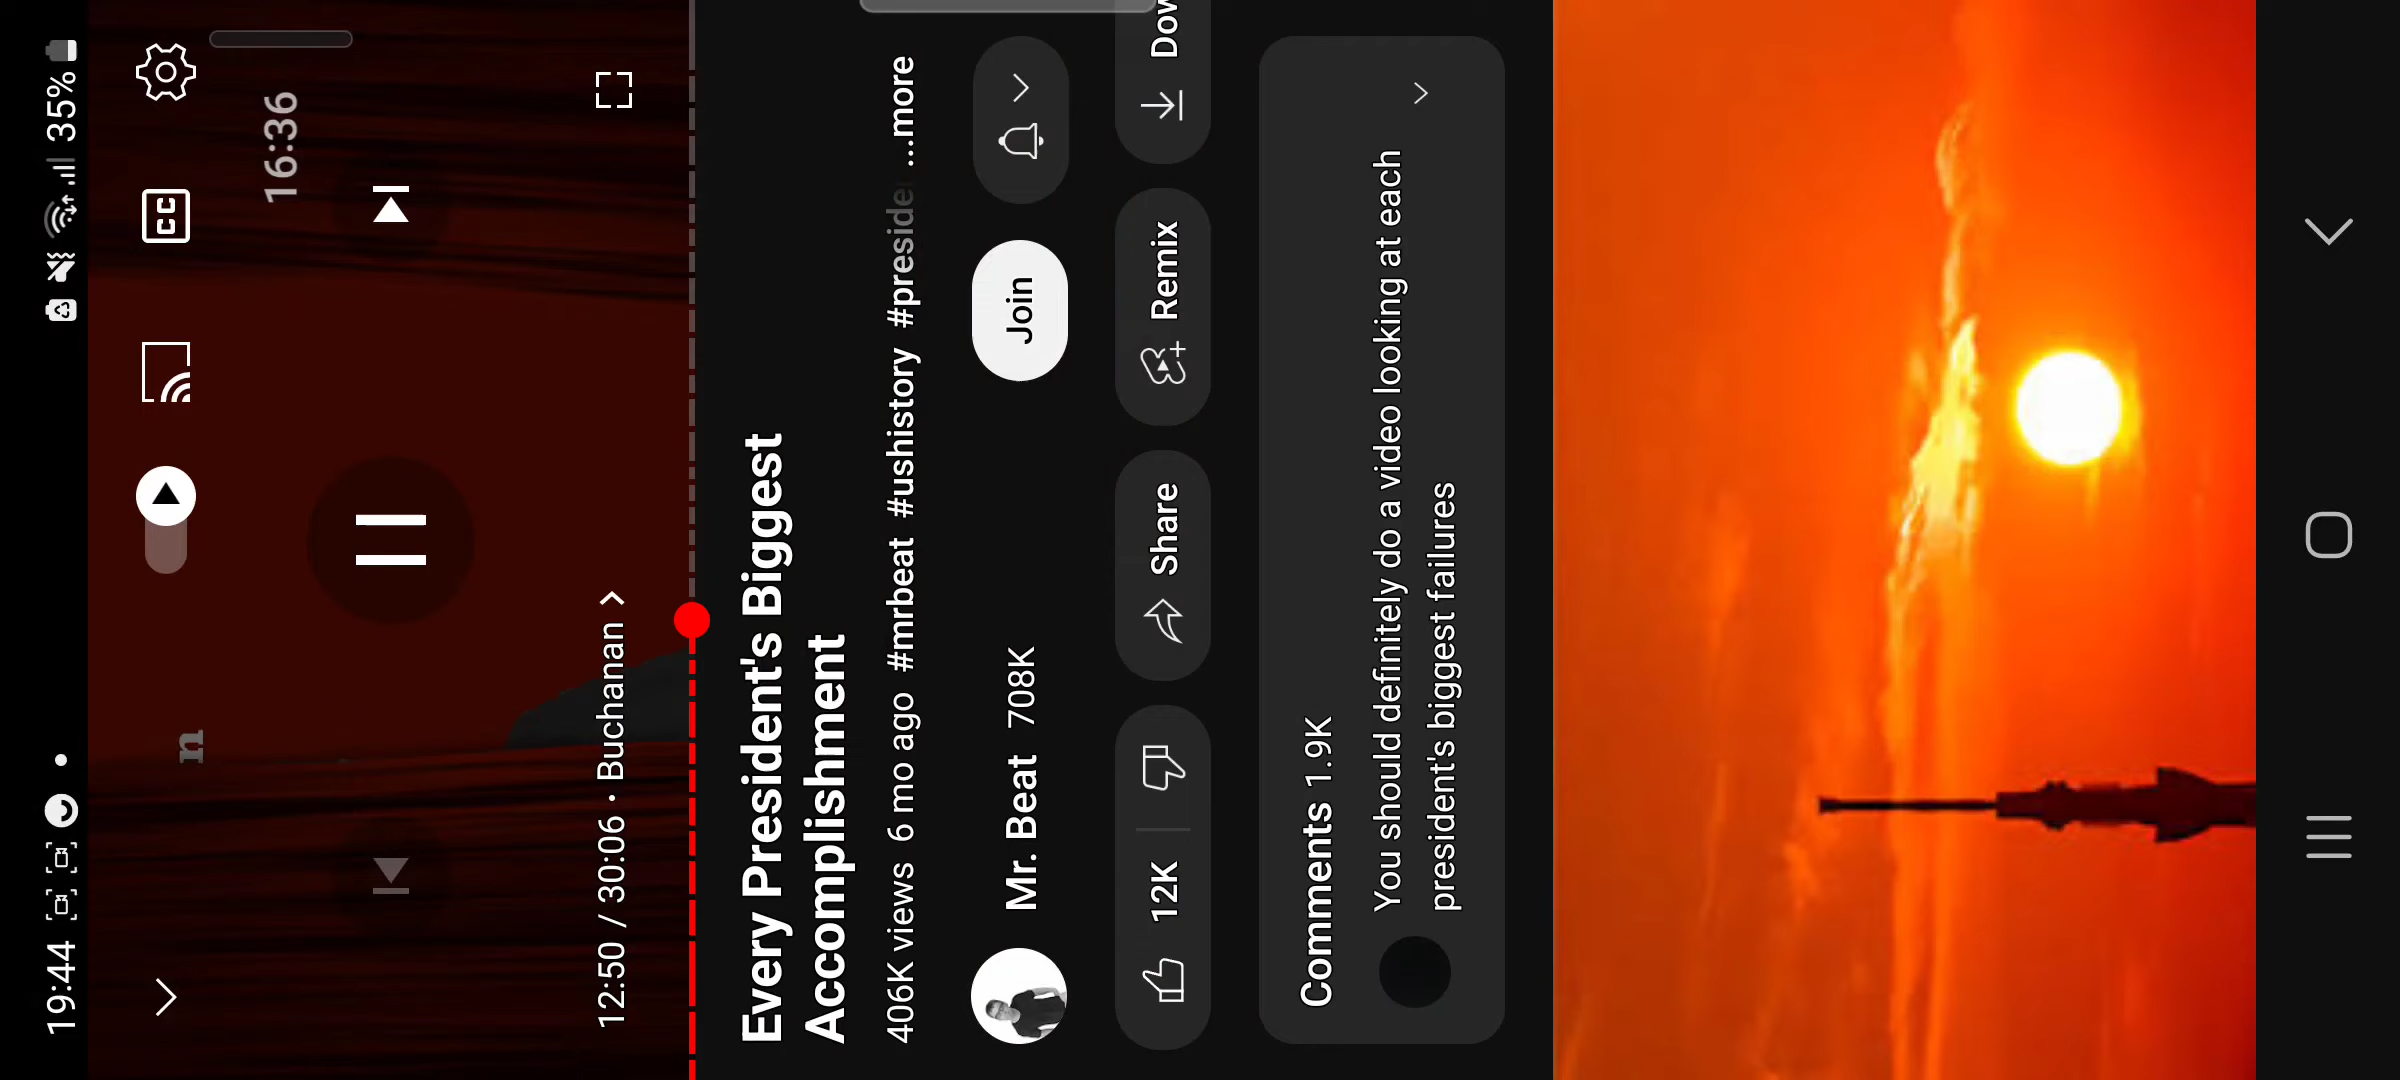 19:44
35%
16:36
n
12:50 / 30:06 • Buchanan
Every President's Biggest
Accomplishment
406K views 6 mo ago #mrbeat #ushistory #preside ...more
Mr. Beat 708K
Join
12K
Share
Remix
Dow
Comments 1.9K
You should definitely do a video looking at each
president's biggest failures